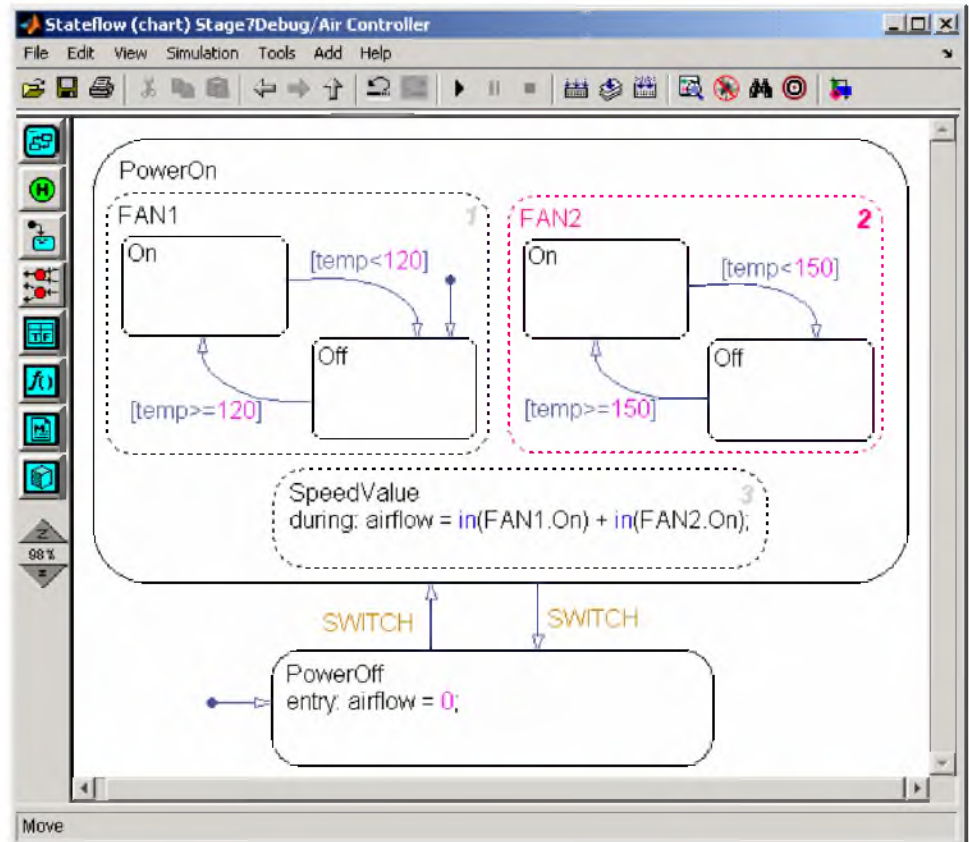 Stateflow (chart) Stage7Debug/Air Controller
File Edit View Simulation Tools Add Help
PowerOn
FAN1 1
FAN2 2
On
[temp<120]
On
[temp<150]
Off
Off
[temp>=120]
[temp>=150]
SpeedValue 3
during: airflow = in(FAN1.On) + in(FAN2.On);
98%
SWITCH
SWITCH
PowerOff
entry: airflow = 0;
Move